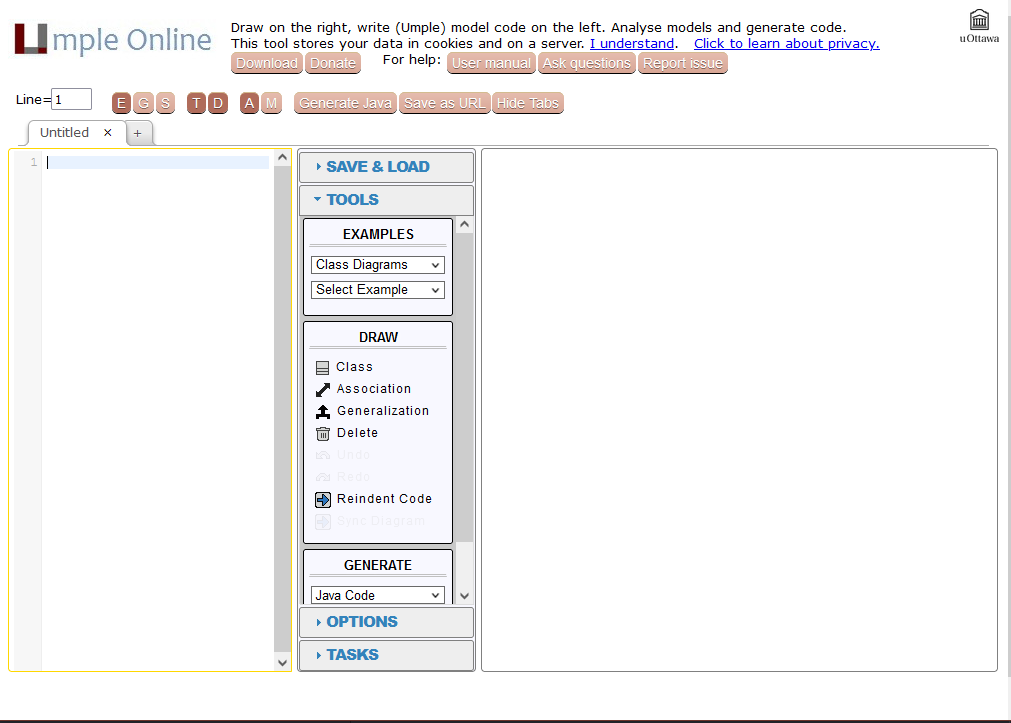 Umple Online
Draw on the right, write (Umple) model code on the left. Analyse models and generate code.
This tool stores your data in cookies and on a server. I understand. Click to learn about privacy.
Download Donate For help: User manual Ask questions Report issue
uOttawa
Line=1 E G S T D A M Generate Java Save as URL Hide Tabs
Untitled × +
1
SAVE & LOAD
TOOLS
EXAMPLES
Class Diagrams
Select Example
DRAW
Class
Association
Generalization
Delete
Undo
Redo
Reindent Code
Sync Diagram
GENERATE
Java Code
OPTIONS
TASKS